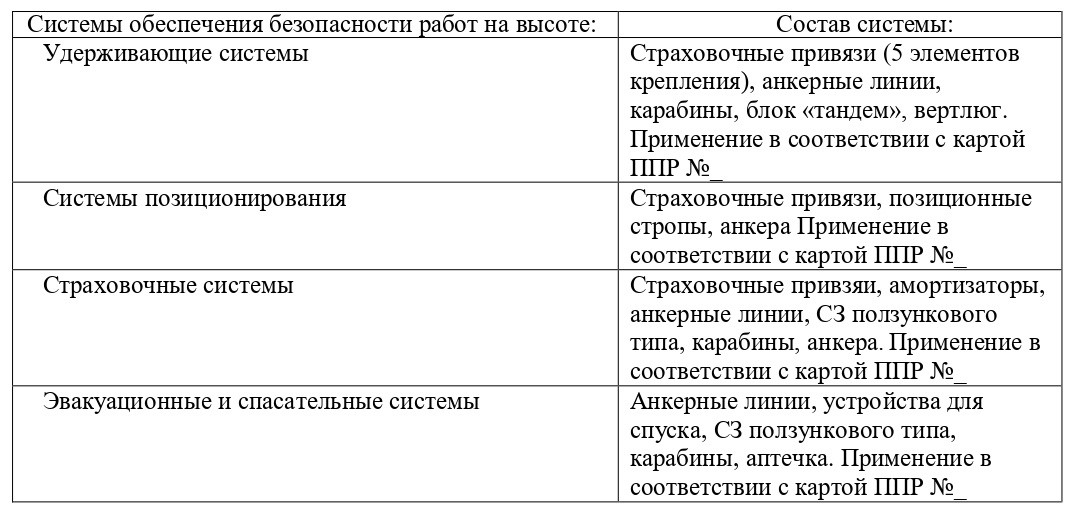 Системы обеспечения безопасности работ на высоте:
Состав системы:
Удерживающие системы
Страховочные привязи (5 элементов
крепления), анкерные линии,
карабины, блок «тандем», вертлюг.
Применение в соответствии с картой
ППР №_
Системы позиционирования
Страховочные привязи, позиционные
стропы, анкера Применение в
соответствии с картой ППР №_
Страховочные системы
Страховочные привзяи, амортизаторы,
анкерные линии, СЗ ползункового
типа, карабины, анкера. Применение в
соответствии с картой ППР №_
Эвакуационные и спасательные системы
Анкерные линии, устройства для
спуска, СЗ ползункового типа,
карабины, аптечка. Применение в
соответствии с картой ППР №_